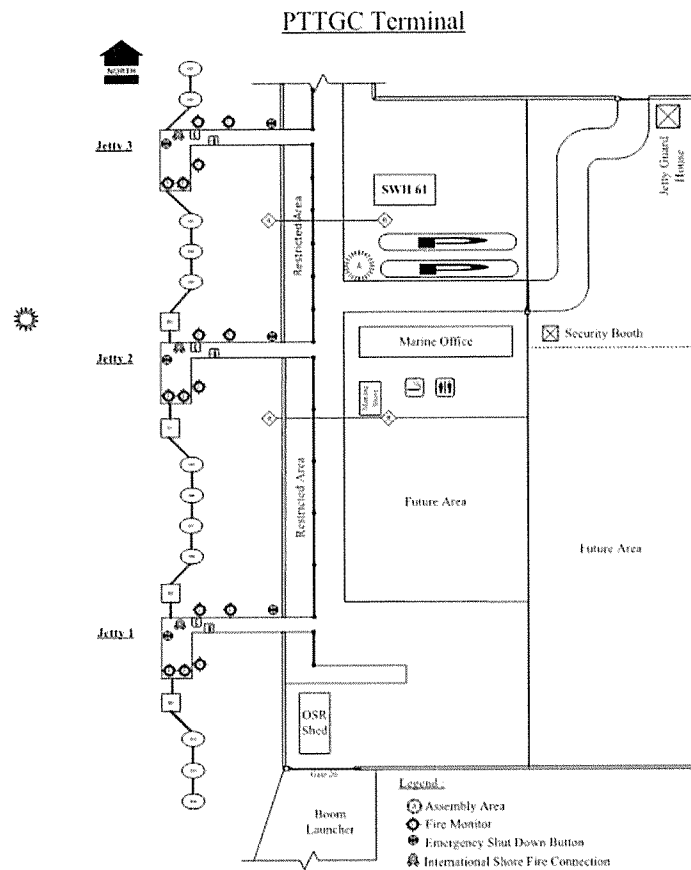 PTTGC Terminal
NORTH
Jetty 3
SWH 61
Jetty Guard
House
Restricted Area
Jetty 2
Marine Office
Security Booth
Restricted Area
Future Area
Future Area
Jetty 1
OSR
Shed
Boom
Launcher
Legend :
Assembly Area
Fire Monitor
Emergency Shut Down Button
International Shore Fire Connection